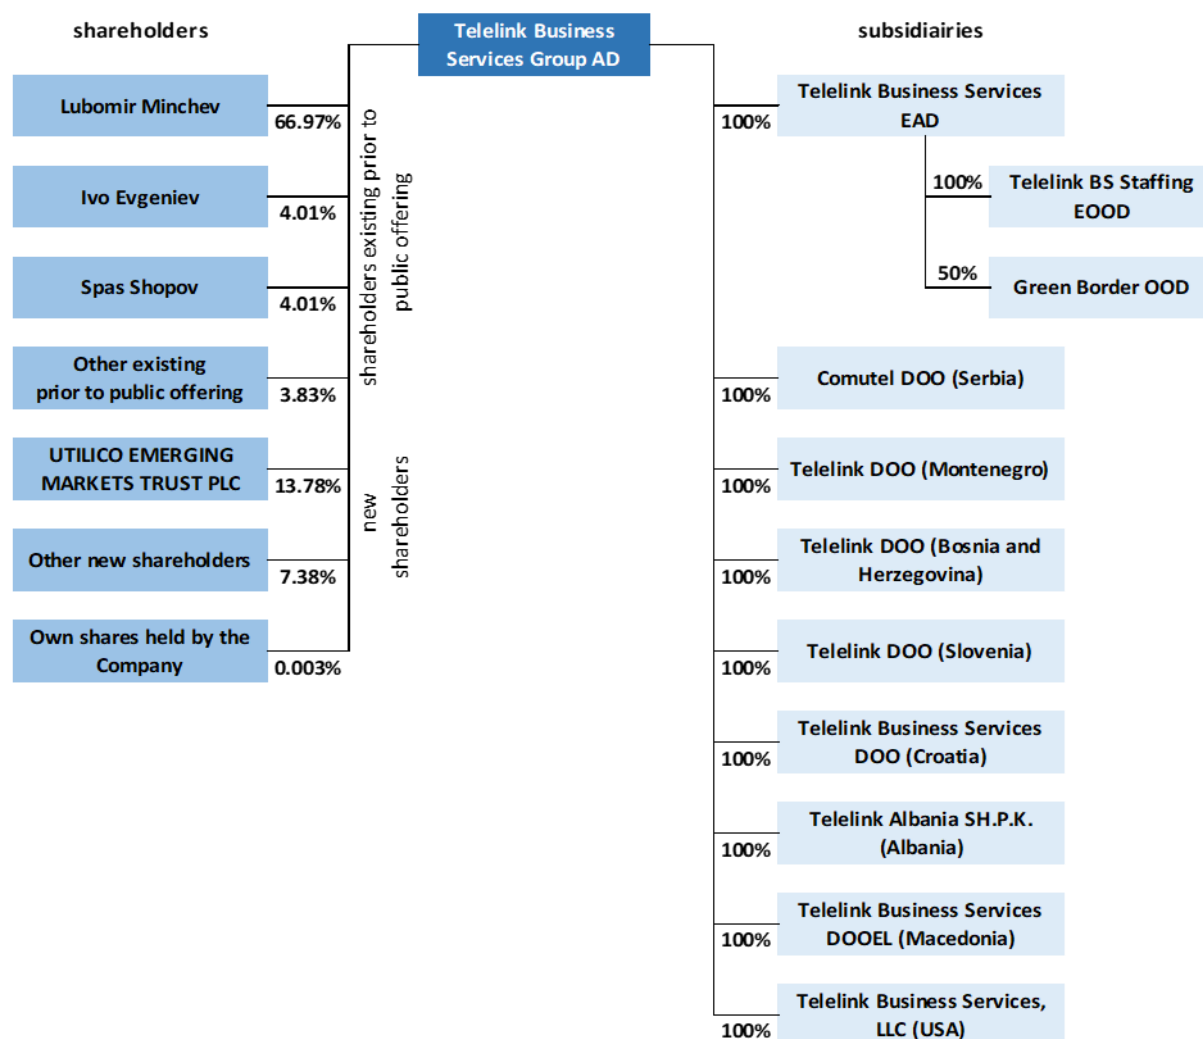 shareholders
Telelink Business
Services Group AD
subsidiairies
Lubomir Minchev
66.97%
Ivo Evgeniev
4.01%
Spas Shopov
4.01%
Other existing
prior to public offering
3.83%
UTILICO EMERGING
MARKETS TRUST PLC
13.78%
Other new shareholders
7.38%
Own shares held by the
Company
0.003%
shareholders existing prior to
public offering
new
shareholders
100%
Telelink Business Services
EAD
100%
Telelink BS Staffing
EOOD
50%
Green Border OOD
100%
Comutel DOO (Serbia)
100%
Telelink DOO (Montenegro)
100%
Telelink DOO (Bosnia and
Herzegovina)
100%
Telelink DOO (Slovenia)
100%
Telelink Business Services
DOO (Croatia)
100%
Telelink Albania SH.P.K.
(Albania)
100%
Telelink Business Services
DOOEL (Macedonia)
100%
Telelink Business Services,
LLC (USA)